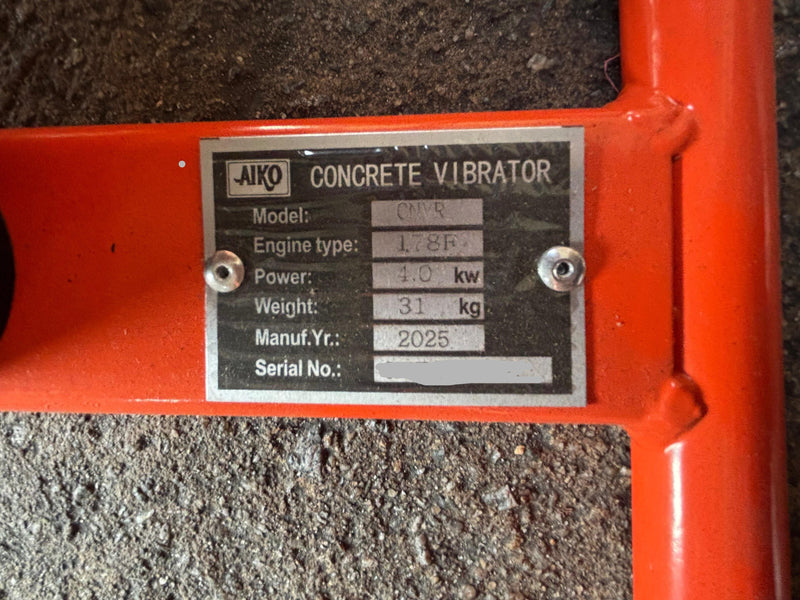 AIKO CONCRETE VIBRATOR
Model: CNVR
Engine type: 178F
Power: 4.0 kw
Weight: 31 kg
Manuf.Yr.: 2025
Serial No.: